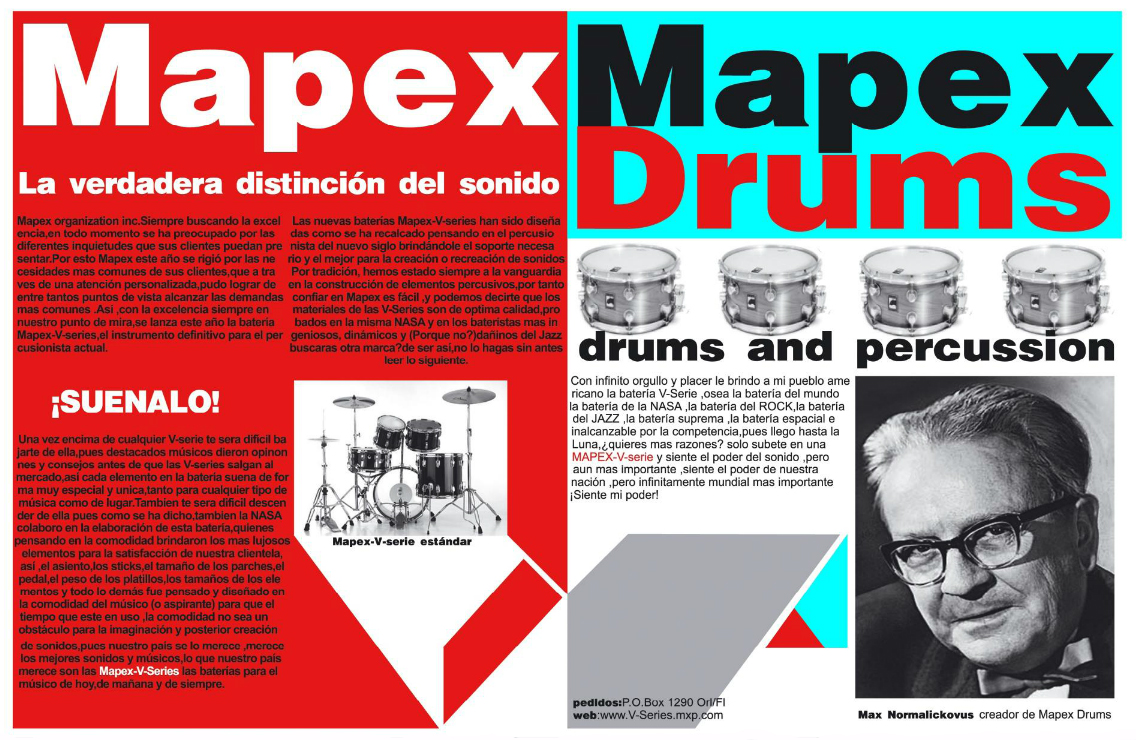 Mapex
La verdadera distinción del sonido
Mapex organization inc.Siempre buscando la excel
encia,en todo momento se ha preocupado por las
diferentes inquietudes que sus clientes puedan pre
sentar.Por esto Mapex este año se rigió por las ne
cesidades mas comunes de sus clientes,que a tra
ves de una atención personalizada,pudo lograr de
entre tantos puntos de vista alcanzar las demandas
mas comunes .Asi ,con la excelencia siempre en
nuestro punto de mira,se lanza este año la bateria
Mapex-V-series,el instrumento definitivo para el per
cusionista actual.
Las nuevas baterías Mapex-V-series han sido diseña
das como se ha recalcado pensando en el percusio
nista del nuevo siglo brindándole el soporte necesa
rio y el mejor para la creación o recreación de sonidos
Por tradición, hemos estado siempre a la vanguardia
en la construcción de elementos percusivos,por tanto
confiar en Mapex es fácil ,y podemos decirte que los
materiales de las V-Series son de optima calidad,pro
bados en la misma NASA y en los bateristas mas in
geniosos, dinámicos y (Porque no?)dañinos del Jazz
buscaras otra marca?de ser asi,no lo hagas sin antes
leer lo siguiente.
¡SUENALO!
Una vez encima de cualquier V-serie te sera dificil ba
jarte de ella,pues destacados músicos dieron opinon
nes y consejos antes de que las V-series salgan al
mercado,asi cada elemento en la bateria suena de for
ma muy especial y unica,tanto para cualquier tipo de
música como de lugar.Tambien te sera dificil descen
der de ella pues como se ha dicho,tambien la NASA
colaboro en la elaboración de esta bateria,quienes
pensando en la comodidad brindaron los mas lujosos
elementos para la satisfacción de nuestra clientela,
asi ,el asiento,los sticks,el tamaño de los parches,el
pedal,el peso de los platillos,los tamaños de los ele
mentos y todo lo demás fue pensado y diseñado en
la comodidad del músico (o aspirante) para que el
tiempo que este en uso ,la comodidad no sea un
obstáculo para la imaginación y posterior creación
de sonidos,pues nuestro pais se lo merece ,merece
los mejores sonidos y músicos,lo que nuestro pais
merece son las Mapex-V-Series las baterías para el
músico de hoy,de mañana y de siempre.
Mapex-V-serie estándar
Mapex
Drums
drums and percussion
Con infinito orgullo y placer le brindo a mi pueblo ame
ricano la batería V-Serie ,osea la batería del mundo
la batería de la NASA ,la batería del ROCK,la batería
del JAZZ ,la batería suprema ,la batería espacial e
inalcanzable por la competencia,pues llego hasta la
Luna,¿quieres mas razones? solo subete en una
MAPEX-V-serie y siente el poder del sonido ,pero
aun mas importante ,siente el poder de nuestra
nación ,pero infinitamente mundial mas importante
¡Siente mi poder!
pedidos:P.O.Box 1290 Orl/Fl
web:www.V-Series.mxp.com
Max Normalickovus creador de Mapex Drums